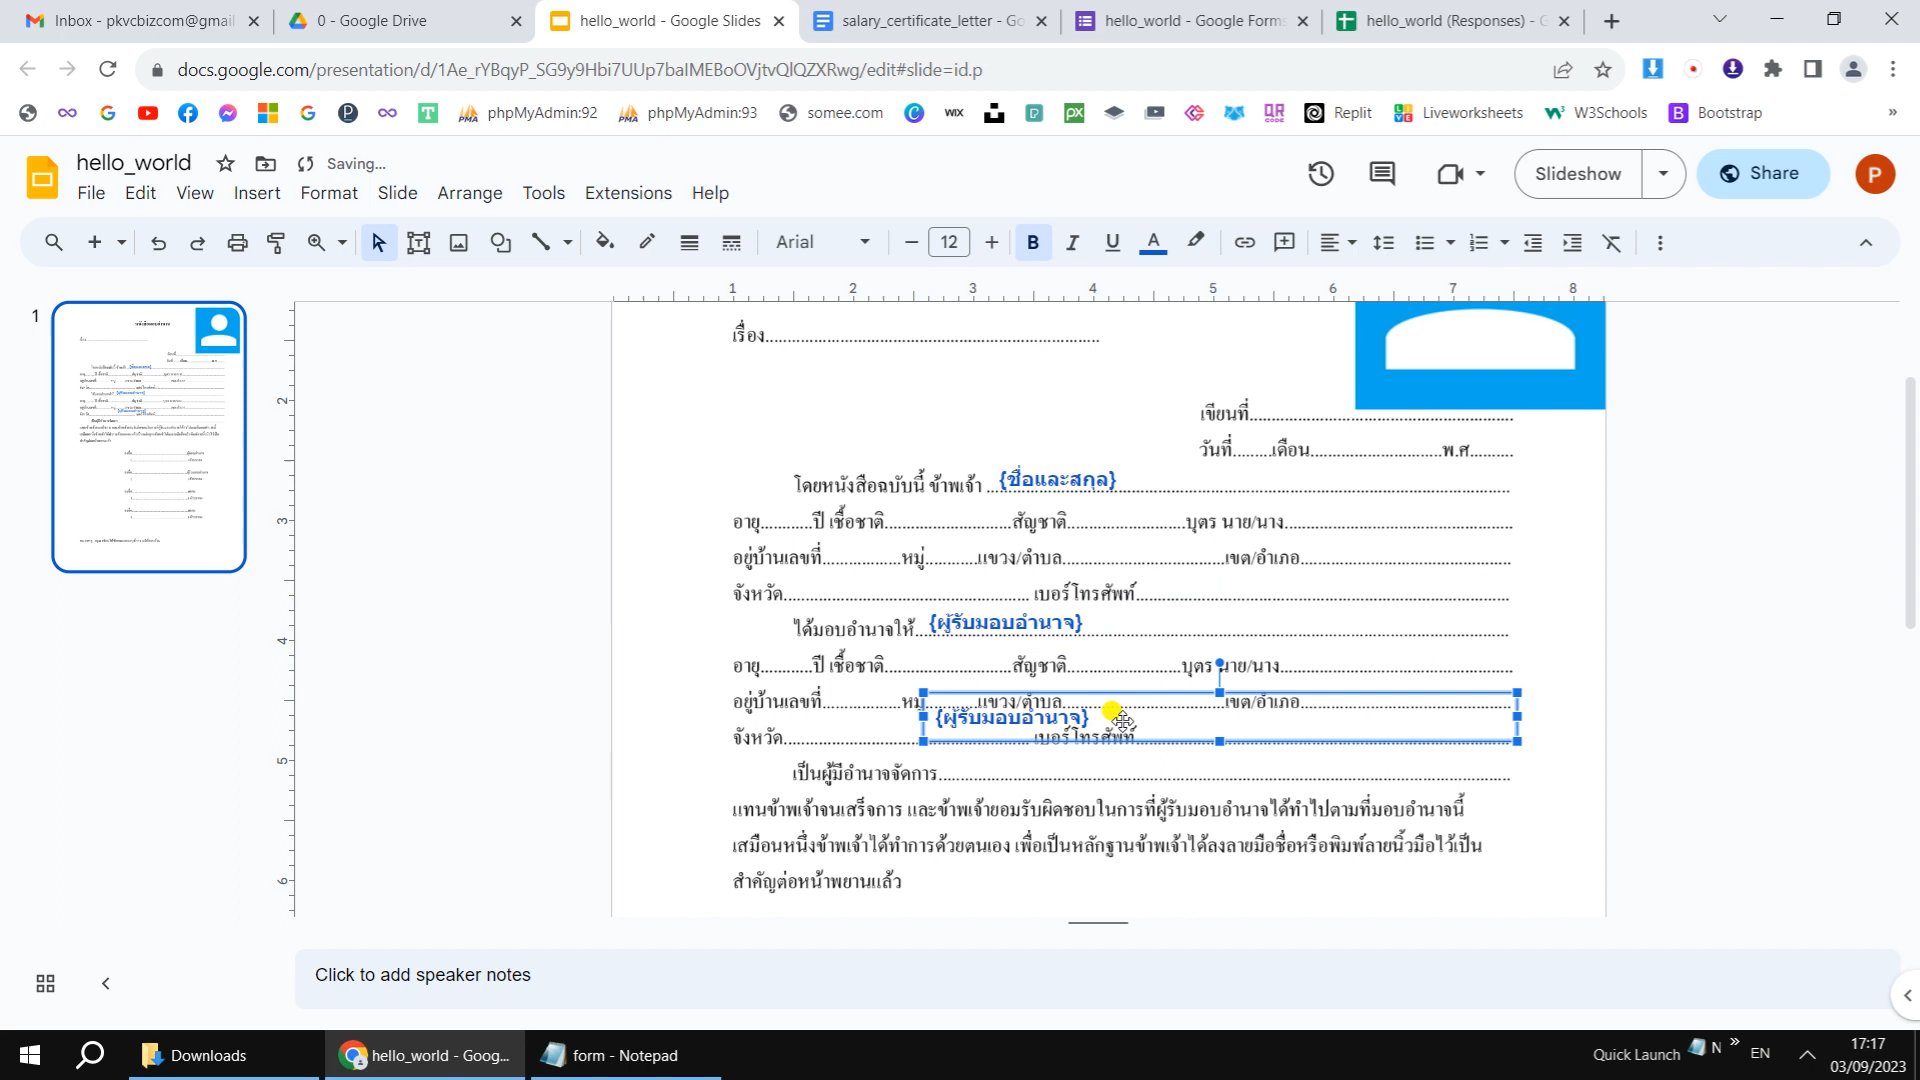 Inbox - pkvcbizcom@gmail
0 - Google Drive
hello_world - Google Slides
salary_certificate_letter - Go
hello_world - Google Forms
hello_world (Responses) - G
docs.google.com/presentation/d/1Ae_rYBqyP_SG9y9Hbi7UUp7balMEBoOVjtvQlQZXRwg/edit#slide=id.p
phpMyAdmin:92
phpMyAdmin:93
somee.com
WIX
Replit
Liveworksheets
W3Schools
Bootstrap
hello_world
Saving...
File Edit View Insert Format Slide Arrange Tools Extensions Help
Slideshow
Share
P
Arial
12
1 2 3 4 5 6 7 8
1
2
3
4
5
6
เรื่อง................................................................................
เขียนที่................................................................
วันที่.........เดือน................................พ.ศ..........
โดยหนังสือฉบับนี้ ข้าพเจ้า ...{ชื่อและสกุล}................................................................
อายุ............ปี เชื้อชาติ..............................สัญชาติ............................บุตร นาย/นาง.......................................................
อยู่บ้านเลขที่...................หมู่.............แขวง/ตำบล.......................................เขต/อำเภอ...................................................
จังหวัด........................................................... เบอร์โทรศัพท์.........................................................................................
ได้มอบอำนาจให้...{ผู้รับมอบอำนาจ}................................................................
อายุ............ปี เชื้อชาติ..............................สัญชาติ...........................บุตร นาย/นาง........................................................
อยู่บ้านเลขที่...................หมู่.............แขวง/ตำบล.......................................เขต/อำเภอ...................................................
{ผู้รับมอบอำนาจ}
จังหวัด........................................................... เบอร์โทรศัพท์.........................................................................................
เป็นผู้มีอำนาจจัดการ.........................................................................................................................................
แทนข้าพเจ้าจนเสร็จการ และข้าพเจ้ายอมรับผิดชอบในการที่ผู้รับมอบอำนาจได้ทำไปตามที่มอบอำนาจนี้
เสมือนหนึ่งข้าพเจ้าได้ทำการด้วยตนเอง เพื่อเป็นหลักฐานข้าพเจ้าได้ลงลายมือชื่อหรือพิมพ์ลายนิ้วมือไว้เป็น
สำคัญต่อหน้าพยานแล้ว
Click to add speaker notes
Downloads
hello_world - Goog...
form - Notepad
Quick Launch
N
EN
17:17
03/09/2023